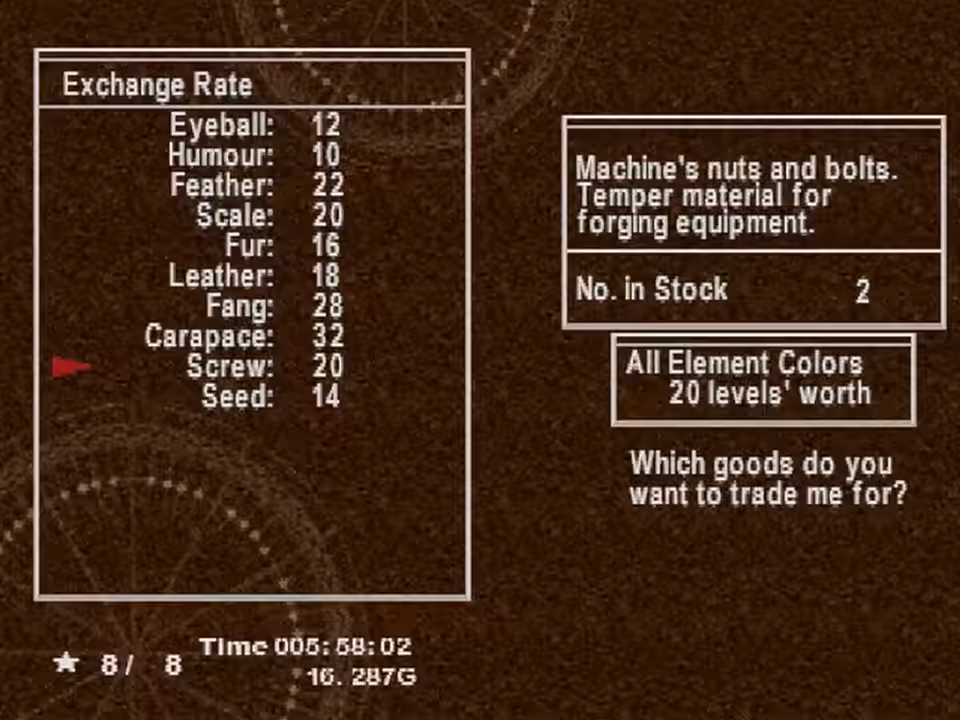 Exchange Rate
Eyeball: 12
Humour: 10
Feather: 22
Scale: 20
Fur: 16
Leather: 18
Fang: 28
Carapace: 32
Screw: 20
Seed: 14
Machine's nuts and bolts.
Temper material for
forging equipment.
No. in Stock 2
All Element Colors
20 levels' worth
Which goods do you
want to trade me for?
★ 8/ 8
Time 005:58:02
16. 287G